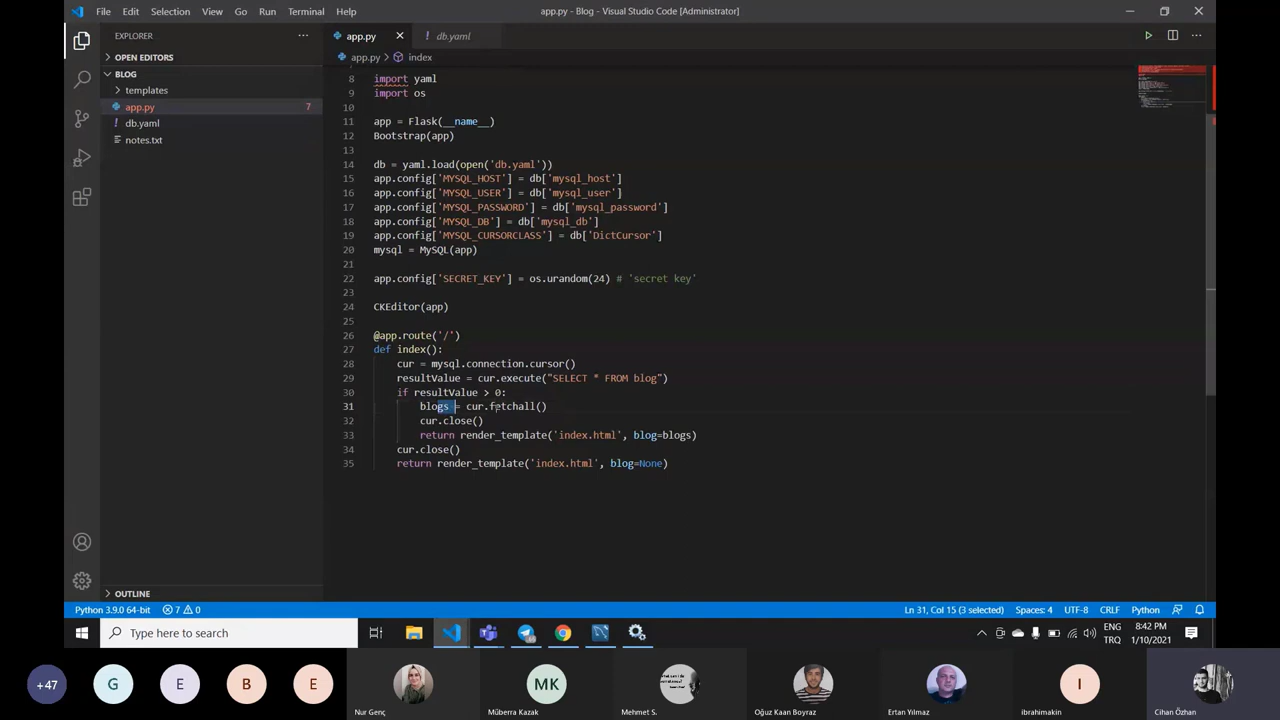 File Edit Selection View Go Run Terminal Help
app.py - Blog - Visual Studio Code [Administrator]
EXPLORER
OPEN EDITORS
BLOG
templates
app.py 7
db.yaml
notes.txt
OUTLINE
app.py
db.yaml
app.py > index
8 import yaml
9 import os
10
11 app = Flask(__name__)
12 Bootstrap(app)
13
14 db = yaml.load(open('db.yaml'))
15 app.config['MYSQL_HOST'] = db['mysql_host']
16 app.config['MYSQL_USER'] = db['mysql_user']
17 app.config['MYSQL_PASSWORD'] = db['mysql_password']
18 app.config['MYSQL_DB'] = db['mysql_db']
19 app.config['MYSQL_CURSORCLASS'] = db['DictCursor']
20 mysql = MySQL(app)
21
22 app.config['SECRET_KEY'] = os.urandom(24) # 'secret key'
23
24 CKEditor(app)
25
26 @app.route('/')
27 def index():
28 cur = mysql.connection.cursor()
29 resultValue = cur.execute("SELECT * FROM blog")
30 if resultValue > 0:
31 blogs = cur.fetchall()
32 cur.close()
33 return render_template('index.html', blog=blogs)
34 cur.close()
35 return render_template('index.html', blog=None)
Python 3.9.0 64-bit 7 0
Ln 31, Col 15 (3 selected) Spaces: 4 UTF-8 CRLF Python
Type here to search
ENG
TRQ
8:42 PM
1/10/2021
+47
G
E
B
E
Nur Genç
MK
Müberra Kazak
Mehmet S.
Oğuz Kaan Boyraz
Ertan Yılmaz
I
ibrahimakin
Cihan Özhan